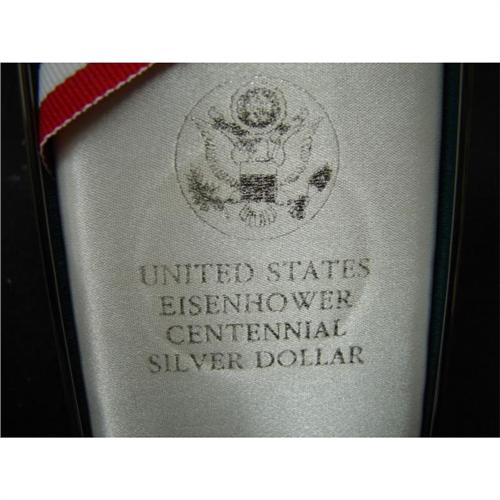 UNITED STATES
EISENHOWER
CENTENNIAL
SILVER DOLLAR